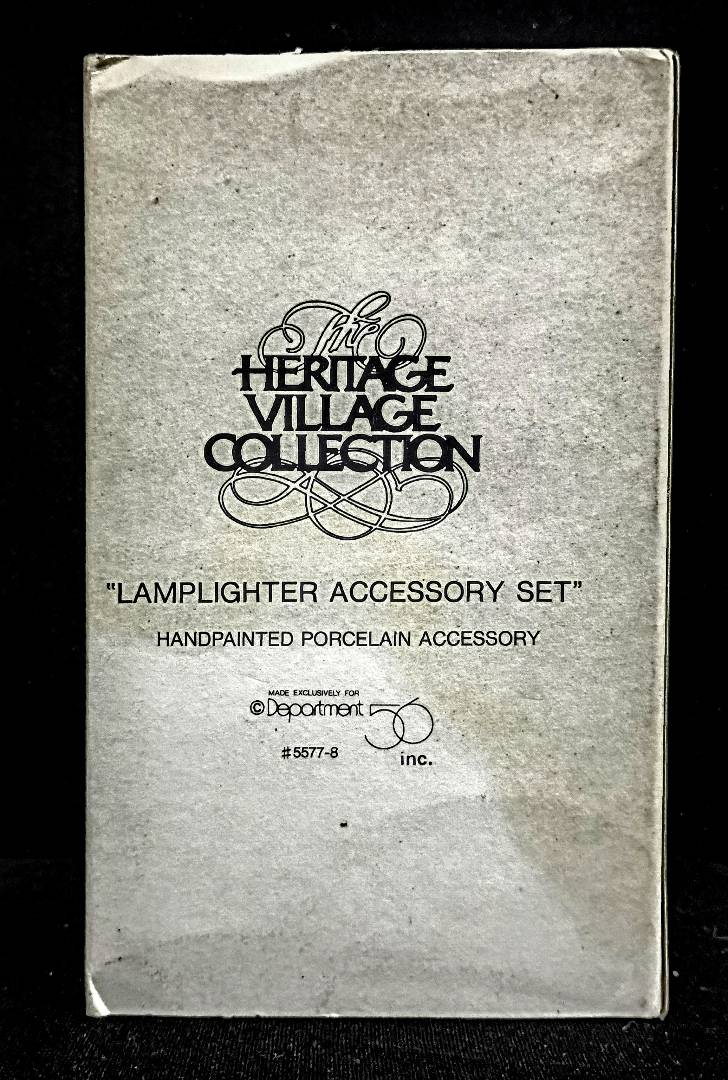 The
HERITAGE
VILLAGE
COLLECTION
"LAMPLIGHTER ACCESSORY SET"
HANDPAINTED PORCELAIN ACCESSORY
MADE EXCLUSIVELY FOR
©Department 56
inc.
#5577-8